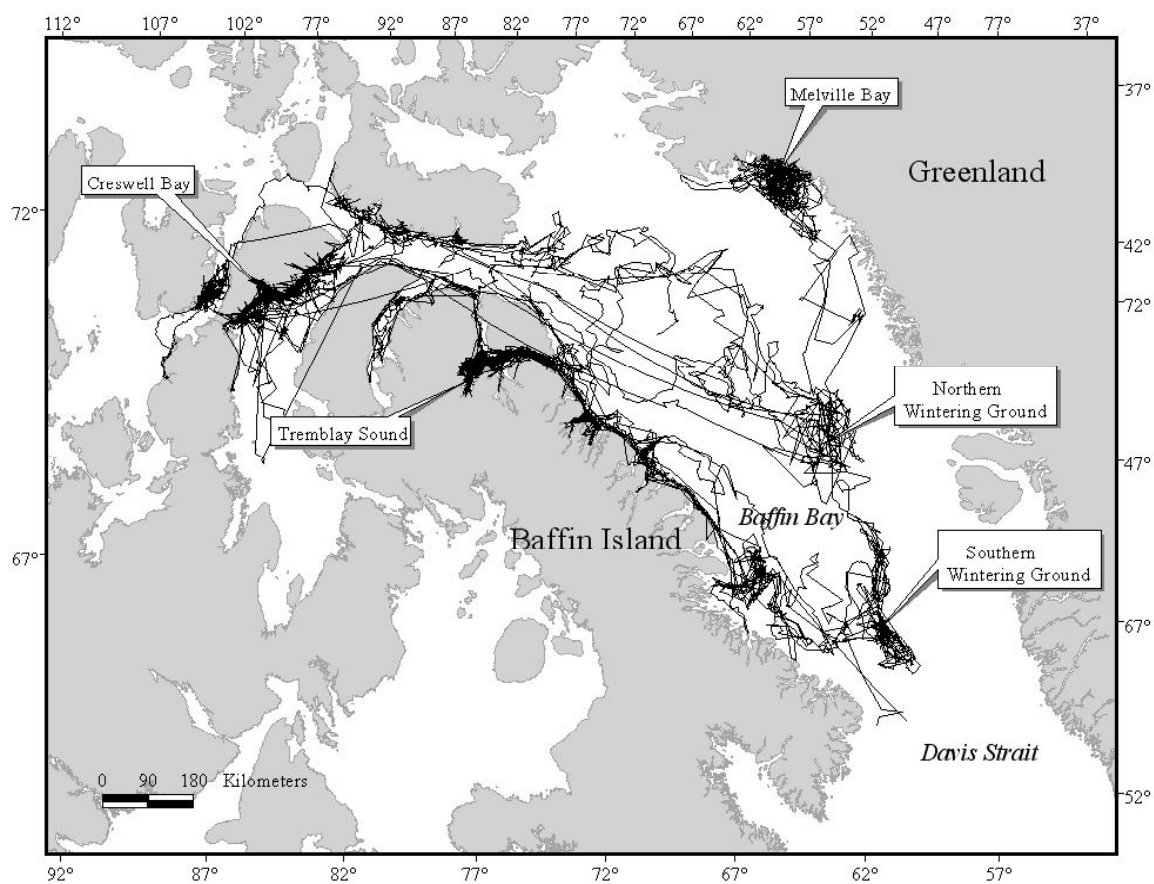 112° 107° 102° 77° 92° 87° 82° 77° 72° 67° 62° 57° 52° 47° 77° 37°
37°
Melville Bay
Greenland
Creswell Bay
72°
42°
72°
Northern
Wintering Ground
Tremblay Sound
47°
Baffin Bay
Baffin Island
67°
Southern
Wintering Ground
67°
Davis Strait
0 90 180 Kilometers
52°
92° 87° 82° 77° 72° 67° 62° 57°